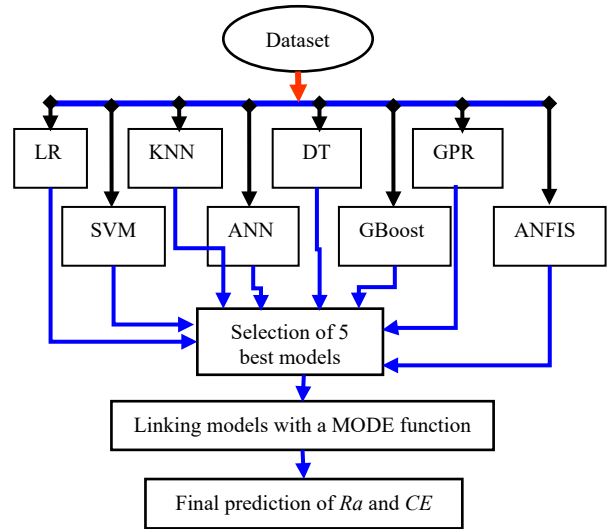 Dataset
LR
KNN
DT
GPR
SVM
ANN
GBoost
ANFIS
Selection of 5
best models
Linking models with a MODE function
Final prediction of Ra and CE